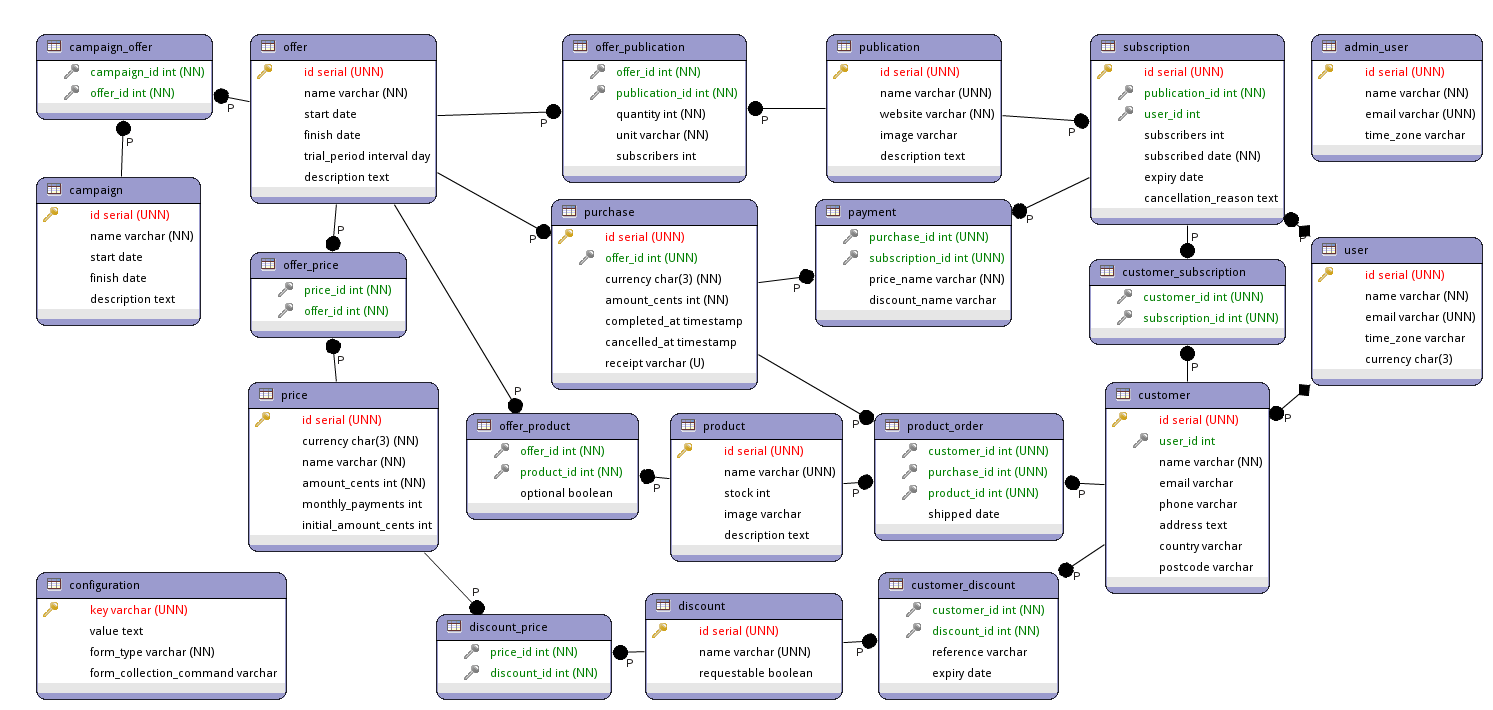 campaign_offer
campaign_id int (NN)
offer_id int (NN)
P
P
offer
id serial (UNN)
name varchar (NN)
start date
finish date
trial_period interval day
description text
P
P
P
P
offer_publication
offer_id int (NN)
publication_id int (NN)
quantity int (NN)
unit varchar (NN)
subscribers int
P
publication
id serial (UNN)
name varchar (UNN)
website varchar (NN)
image varchar
description text
P
subscription
id serial (UNN)
publication_id int (NN)
user_id int
subscribers int
subscribed date (NN)
expiry date
cancellation_reason text
P
P
P
admin_user
id serial (UNN)
name varchar (NN)
email varchar (UNN)
time_zone varchar
campaign
id serial (UNN)
name varchar (NN)
start date
finish date
description text
purchase
id serial (UNN)
offer_id int (UNN)
currency char(3) (NN)
amount_cents int (NN)
completed_at timestamp
cancelled_at timestamp
receipt varchar (U)
P
P
payment
purchase_id int (UNN)
subscription_id int (UNN)
price_name varchar (NN)
discount_name varchar
user
id serial (UNN)
name varchar (NN)
email varchar (UNN)
time_zone varchar
currency char(3)
P
offer_price
price_id int (NN)
offer_id int (NN)
P
customer_subscription
customer_id int (UNN)
subscription_id int (UNN)
P
price
id serial (UNN)
currency char(3) (NN)
name varchar (NN)
amount_cents int (NN)
monthly_payments int
initial_amount_cents int
P
offer_product
offer_id int (NN)
product_id int (NN)
optional boolean
P
product
id serial (UNN)
name varchar (UNN)
stock int
image varchar
description text
P
product_order
customer_id int (UNN)
purchase_id int (UNN)
product_id int (UNN)
shipped date
P
customer
id serial (UNN)
user_id int
name varchar (NN)
email varchar
phone varchar
address text
country varchar
postcode varchar
P
configuration
key varchar (UNN)
value text
form_type varchar (NN)
form_collection_command varchar
discount_price
price_id int (NN)
discount_id int (NN)
P
discount
id serial (UNN)
name varchar (UNN)
requestable boolean
P
customer_discount
customer_id int (NN)
discount_id int (NN)
reference varchar
expiry date